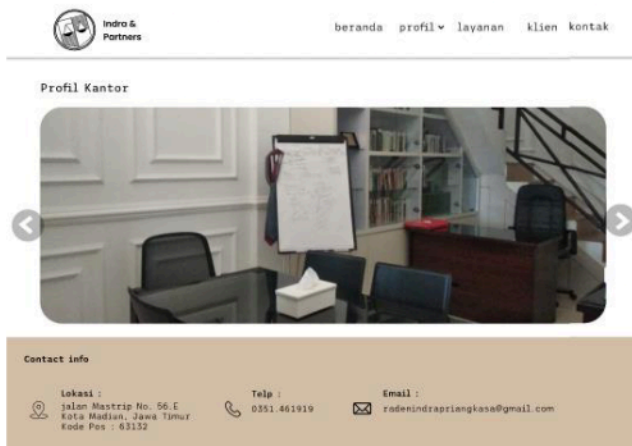 Indra &
Partners
beranda profil layanan klien kontak
Profil Kantor
Contact info
Lokasi :
jalan Mastrip No. 56.E
Kota Madiun, Jawa Timur
Kode Pos : 63132
Telp :
0351.461919
Email :
radenindrapriangkasa@gmail.com